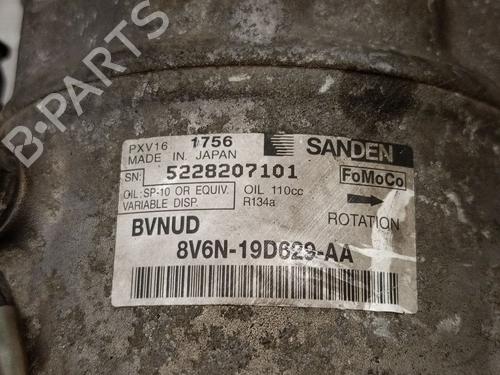 B-PARTS
PXV16 1756 SANDEN
MADE IN JAPAN
SN: 5228207101 FoMoCo
OIL:SP-10 OR EQUIV. OIL 110cc
VARIABLE DISP. R134a
ROTATION
BVNUD
8V6N-19D629-AA